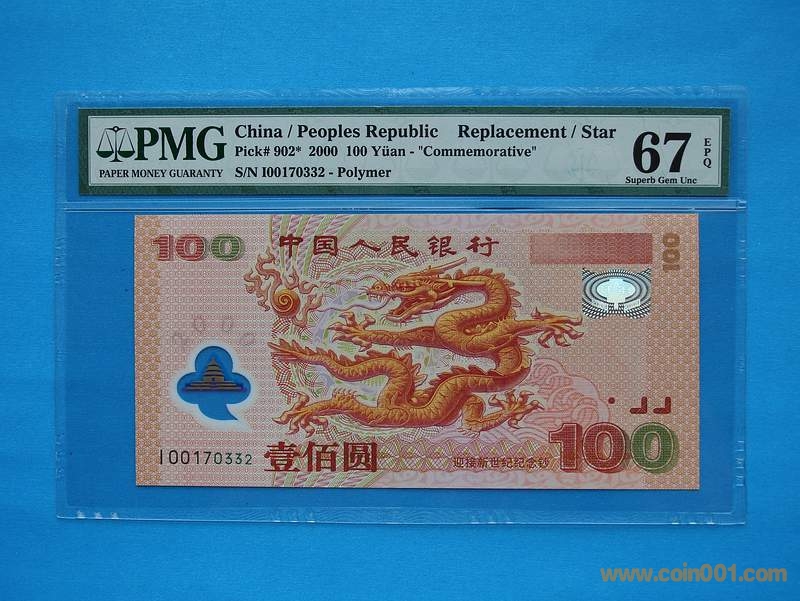 PMG
PAPER MONEY GUARANTY
China / Peoples Republic Replacement / Star
Pick# 902* 2000 100 Yüan - "Commemorative"
S/N I00170332 - Polymer
67 EPQ
Superb Gem Unc
100 中国人民银行
100
2000
I00170332
壹佰圆
迎接新世纪纪念钞
100
www.coin001.com